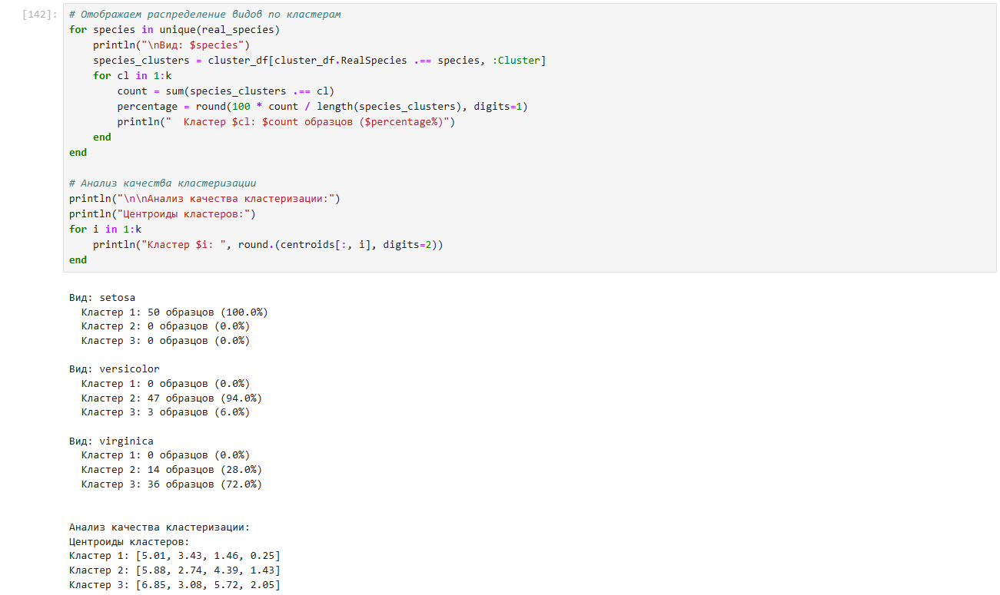 [142]:
# Отображаем распределение видов по кластерам
for species in unique(real_species)
    println("\nВид: $species")
    species_clusters = cluster_df[cluster_df.RealSpecies .== species, :Cluster]
    for cl in 1:k
        count = sum(species_clusters .== cl)
        percentage = round(100 * count / length(species_clusters), digits=1)
        println("  Кластер $cl: $count образцов ($percentage%)")
    end
end

# Анализ качества кластеризации
println("\n\nАнализ качества кластеризации:")
println("Центроиды кластеров:")
for i in 1:k
    println("Кластер $i: ", round.(centroids[:, i], digits=2))
end

Вид: setosa
  Кластер 1: 50 образцов (100.0%)
  Кластер 2: 0 образцов (0.0%)
  Кластер 3: 0 образцов (0.0%)

Вид: versicolor
  Кластер 1: 0 образцов (0.0%)
  Кластер 2: 47 образцов (94.0%)
  Кластер 3: 3 образцов (6.0%)

Вид: virginica
  Кластер 1: 0 образцов (0.0%)
  Кластер 2: 14 образцов (28.0%)
  Кластер 3: 36 образцов (72.0%)

Анализ качества кластеризации:
Центроиды кластеров:
Кластер 1: [5.01, 3.43, 1.46, 0.25]
Кластер 2: [5.88, 2.74, 4.39, 1.43]
Кластер 3: [6.85, 3.08, 5.72, 2.05]